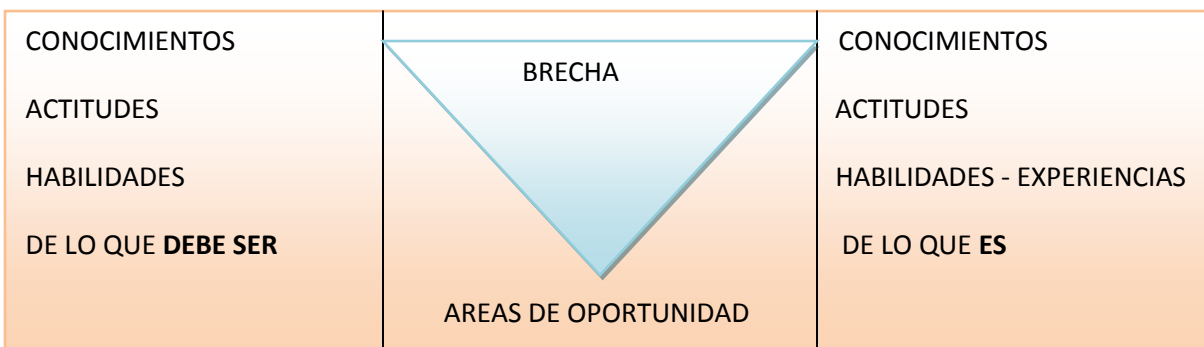 CONOCIMIENTOS
ACTITUDES
HABILIDADES
DE LO QUE DEBE SER
BRECHA
AREAS DE OPORTUNIDAD
CONOCIMIENTOS
ACTITUDES
HABILIDADES - EXPERIENCIAS
DE LO QUE ES